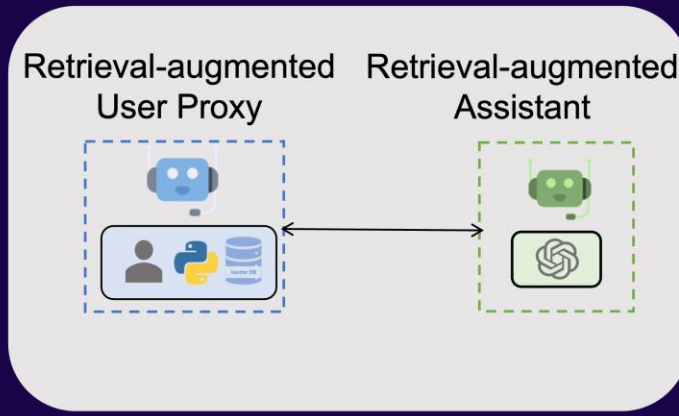 Retrieval-augmented
User Proxy
Retrieval-augmented
Assistant
Vector DB